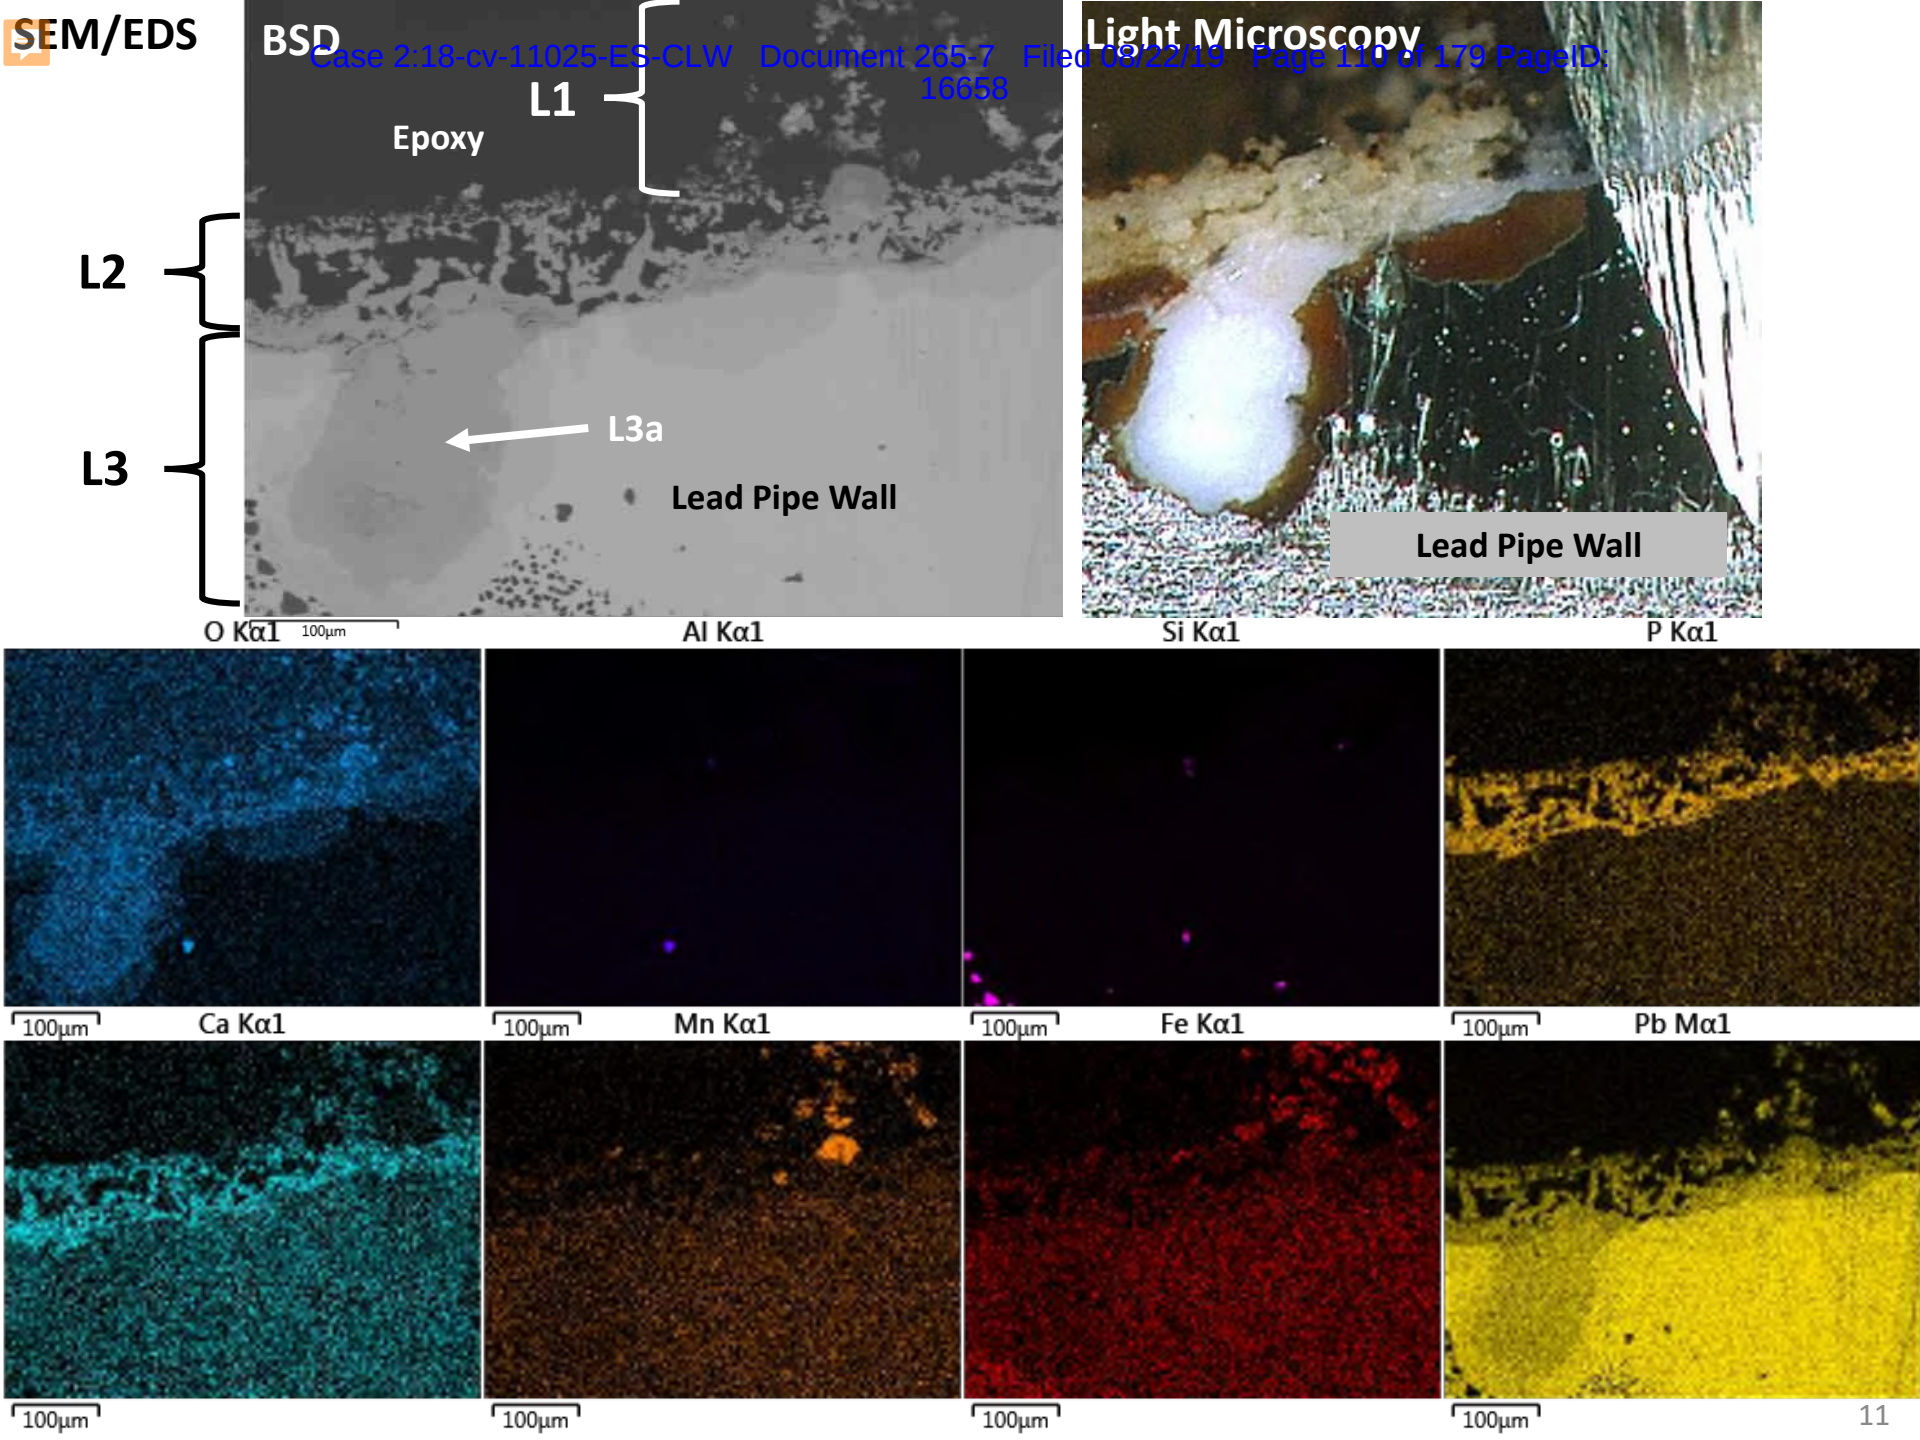 SEM/EDS
BSD
Light Microscopy
Case 2:18-cv-11025-ES-CLW Document 265-7 Filed 08/22/19 Page 110 of 179 PageID:
16658
L1
Epoxy
L2
L3a
L3
Lead Pipe Wall
Lead Pipe Wall
O Kα1
100µm
Al Kα1
Si Kα1
P Kα1
100µm
Ca Kα1
100µm
Mn Kα1
100µm
Fe Kα1
100µm
Pb Mα1
100µm
100µm
100µm
100µm
11